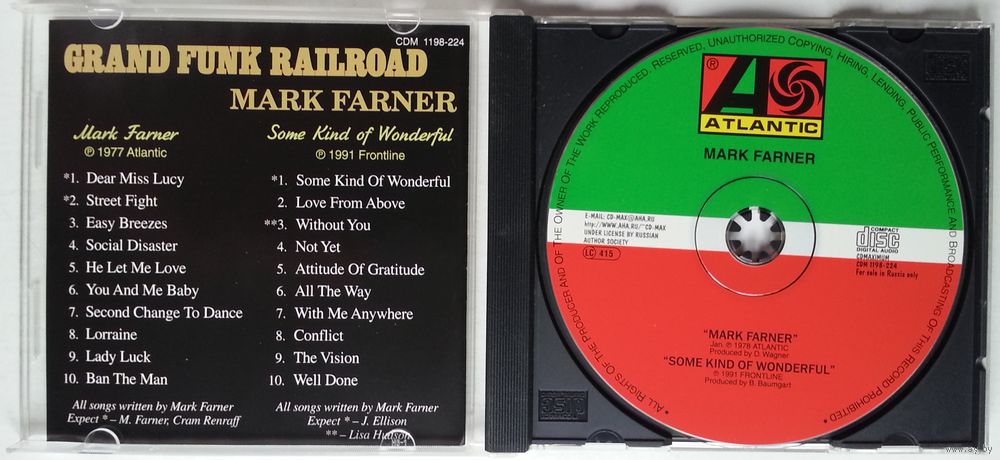 CDM 1198-224
GRAND FUNK RAILROAD
MARK FARNER
Mark Farner
℗ 1977 Atlantic
*1. Dear Miss Lucy
*2. Street Fight
3. Easy Breezes
4. Social Disaster
5. He Let Me Love
6. You And Me Baby
7. Second Change To Dance
8. Lorraine
9. Lady Luck
10. Ban The Man
All songs written by Mark Farner
Expect * – M. Farner, Cram Renraff
Some Kind of Wonderful
℗ 1991 Frontline
*1. Some Kind Of Wonderful
2. Love From Above
**3. Without You
4. Not Yet
5. Attitude Of Gratitude
6. All The Way
7. With Me Anywhere
8. Conflict
9. The Vision
10. Well Done
All songs written by Mark Farner
Expect * – J. Ellison
** – Lisa Hudson
* ALL RIGHTS OF THE PRODUCER AND OF THE OWNER OF THE WORK REPRODUCED, RESERVED, UNAUTHORIZED COPYING, HIRING, LENDING, PUBLIC PERFORMANCE AND BROADCASTING OF THIS RECORD PROHIBITED *
®
ATLANTIC
MARK FARNER
E-MAIL: CD-MAX@AHA.RU
http://WWW.AHA.RU/~CD-MAX
UNDER LICENSE BY RUSSIAN
AUTHOR SOCIETY
LC 415
COMPACT
disc
DIGITAL AUDIO
CDMAXIMUM
CDM 1198-224
For sale in Russia only
"MARK FARNER"
Jan. ℗ 1978 ATLANTIC
Produced by D. Wagner
"SOME KIND OF WONDERFUL"
℗ 1991 FRONTLINE
Produced by B. Baumgart
www.ay.by